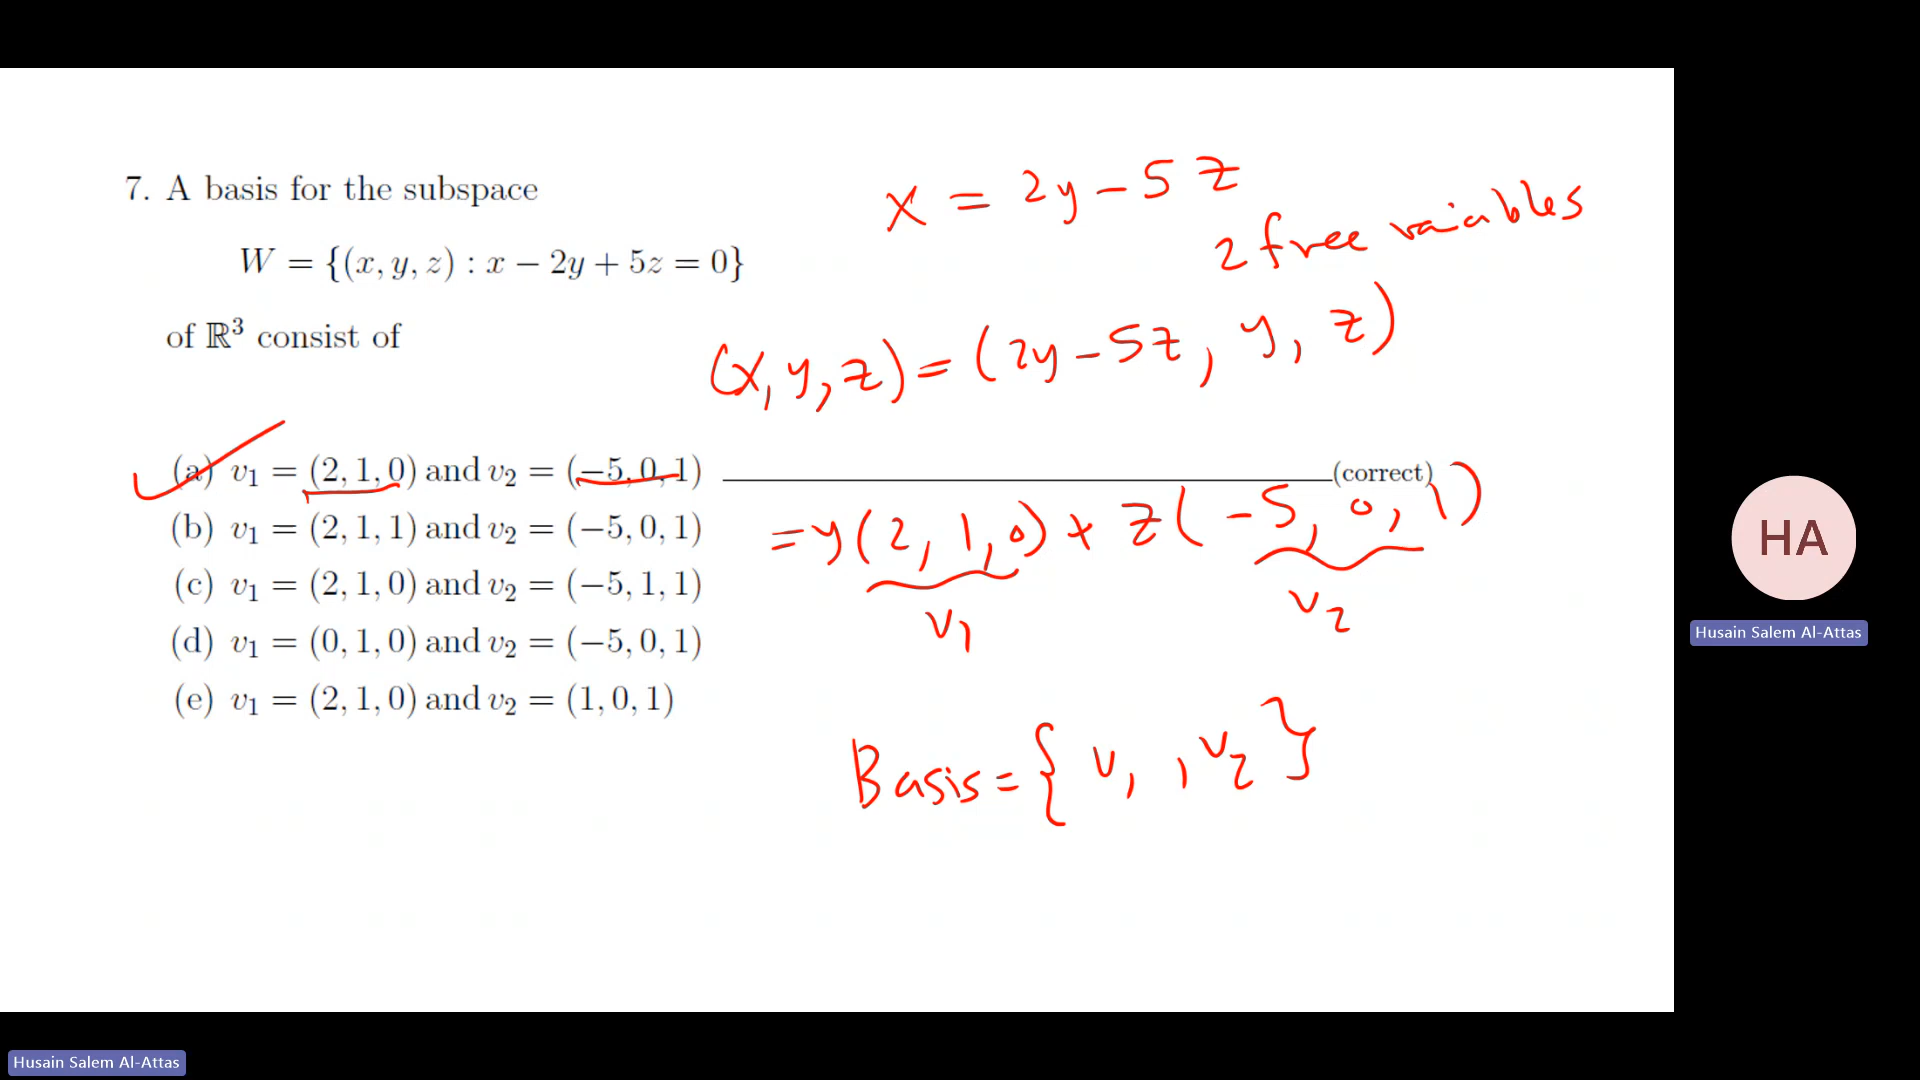 7. A basis for the subspace
W = {(x, y, z) : x − 2y + 5z = 0}
of ℝ³ consist of
(a) v₁ = (2, 1, 0) and v₂ = (−5, 0, 1) (correct)
(b) v₁ = (2, 1, 1) and v₂ = (−5, 0, 1)
(c) v₁ = (2, 1, 0) and v₂ = (−5, 1, 1)
(d) v₁ = (0, 1, 0) and v₂ = (−5, 0, 1)
(e) v₁ = (2, 1, 0) and v₂ = (1, 0, 1)
x = 2y − 5z
2 free variables
(x, y, z) = (2y − 5z, y, z)
= y(2, 1, 0) + z(−5, 0, 1)
v₁ v₂
Basis = {v₁, v₂}
HA
Husain Salem Al-Attas
Husain Salem Al-Attas